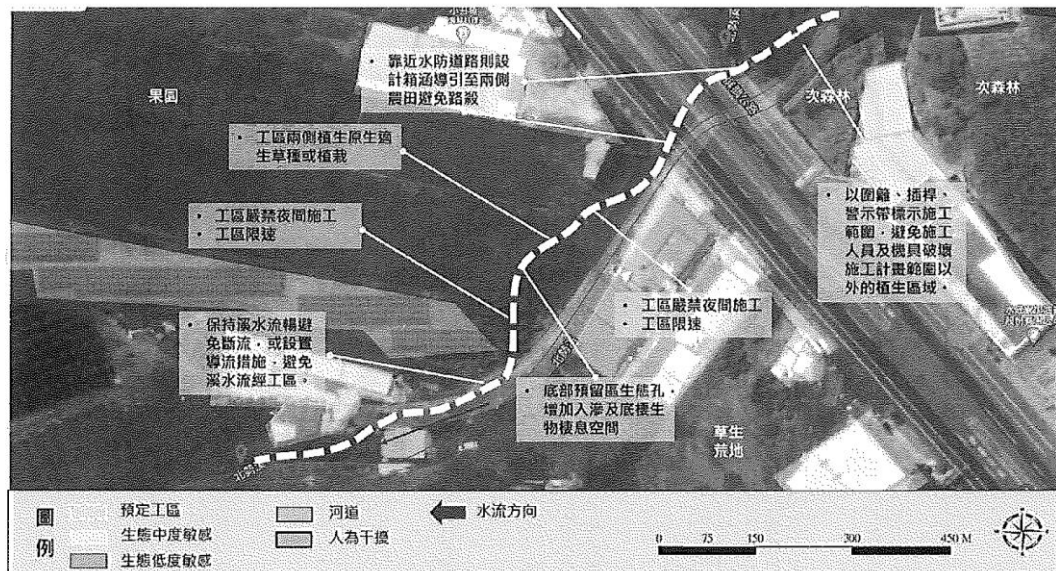 • 靠近水防道路則設
計箱涵導引至兩側
農田避免路殺
果園
次森林
次森林
• 工區兩側植生原生適
生草種或植栽
• 工區嚴禁夜間施工
• 工區限速
• 以圍籬、插桿、
警示帶標示施工
範圍，避免施工
人員及機具破壞
施工計畫範圍以
外的植生區域。
• 工區嚴禁夜間施工
• 工區限速
• 保持溪水流暢避
免斷流，或設置
導流措施，避免
溪水流經工區。
• 底部預留區生態孔，
增加入滲及底棲生
物棲息空間
草生
荒地
圖例
預定工區
生態中度敏感
生態低度敏感
河道
人為干擾
水流方向
0 75 150 300 450 M